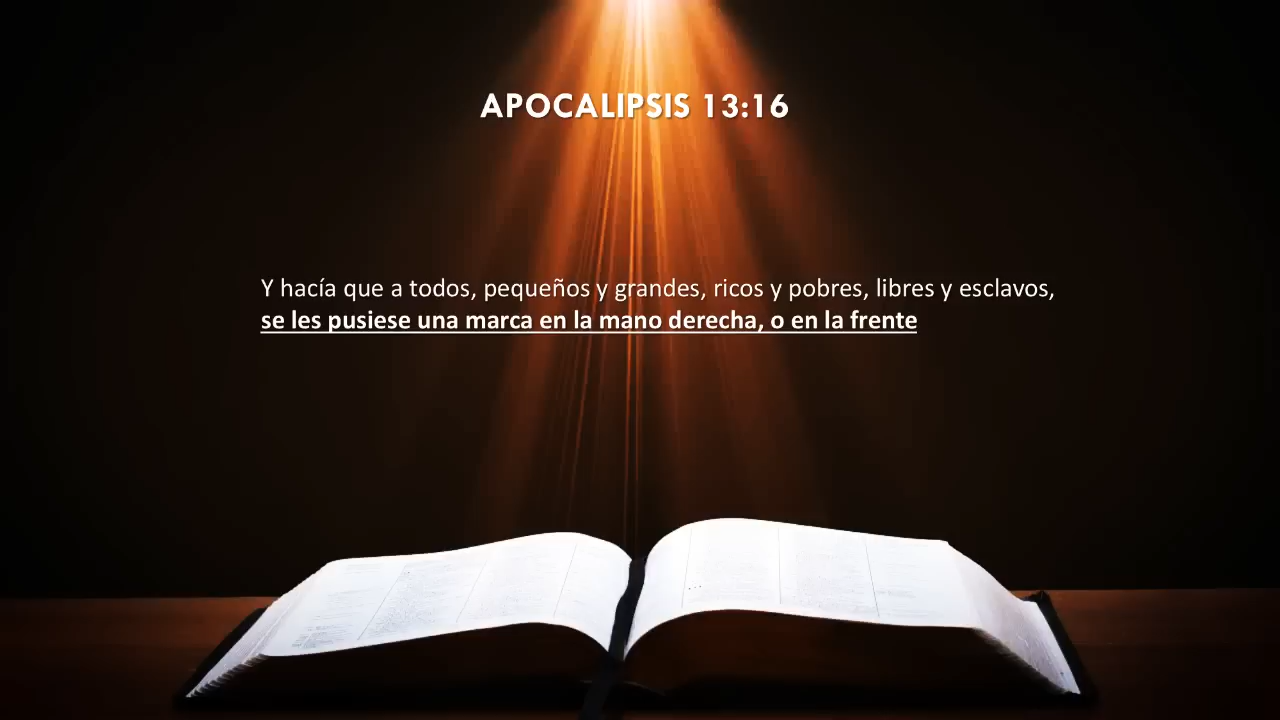 APOCALIPSIS 13:16
Y hacía que a todos, pequeños y grandes, ricos y pobres, libres y esclavos,
se les pusiese una marca en la mano derecha, o en la frente